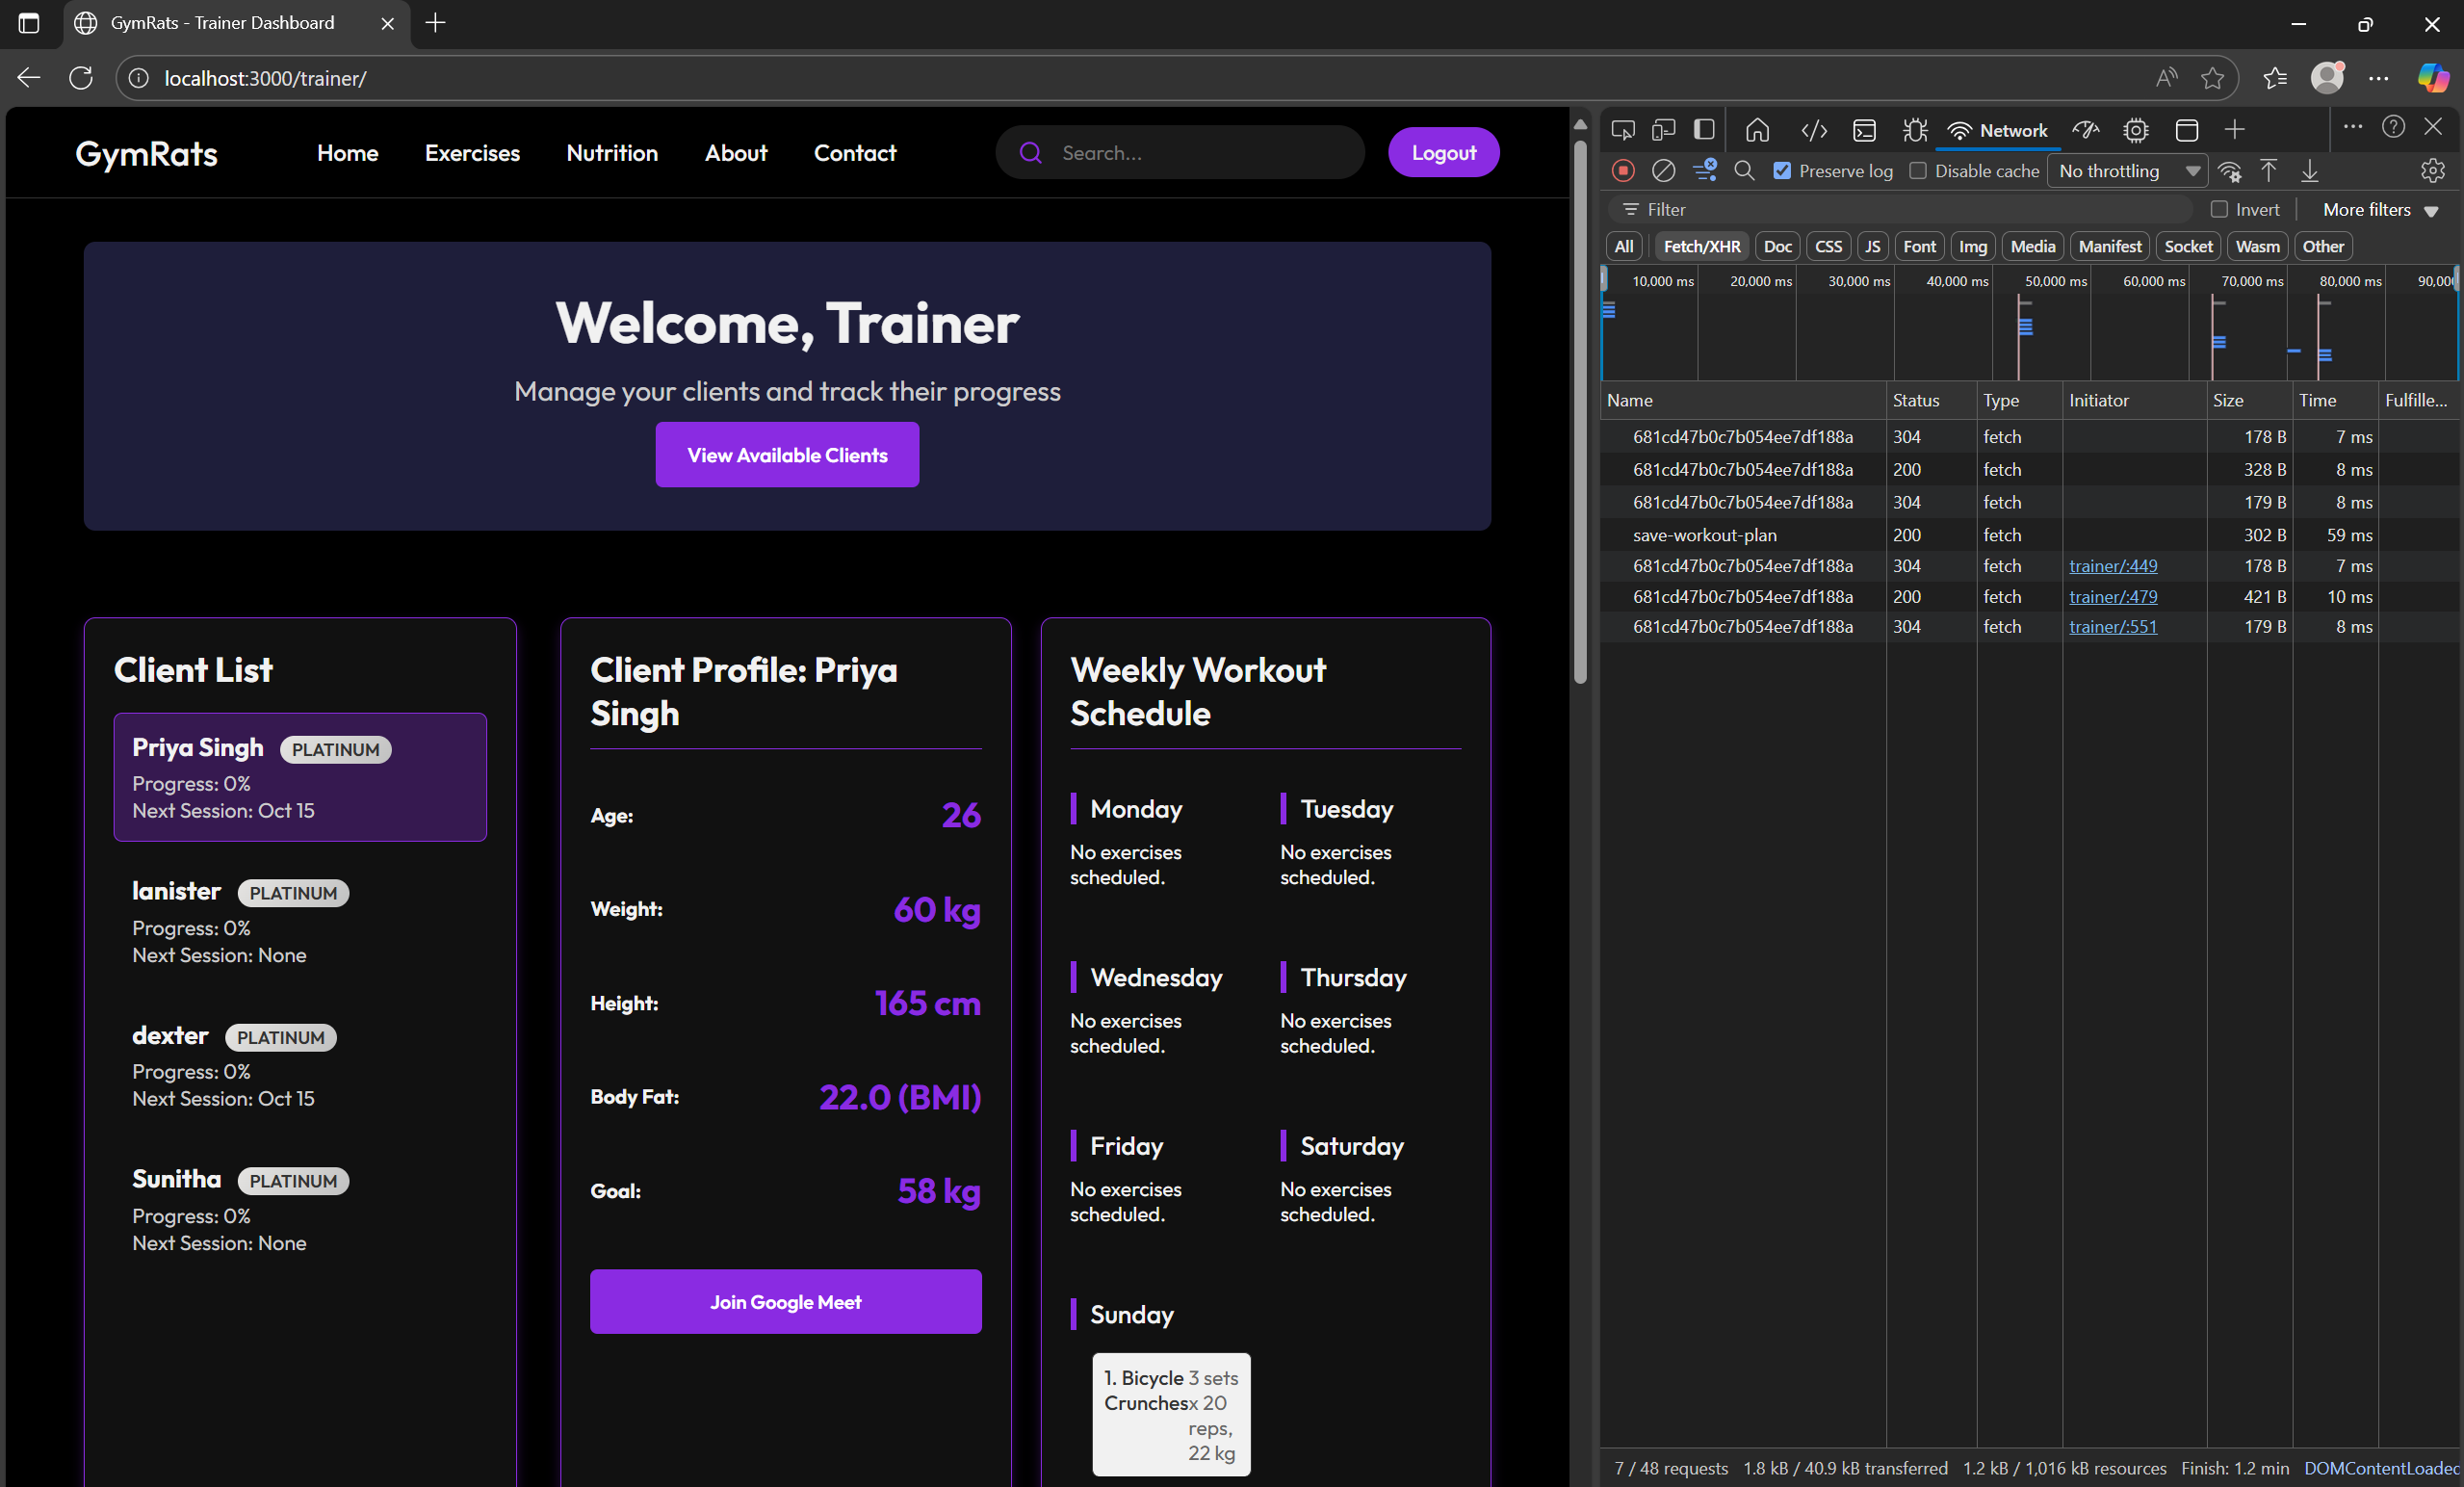 GymRats - Trainer Dashboard
localhost:3000/trainer/
GymRats Home Exercises Nutrition About Contact Search... Logout
Welcome, Trainer
Manage your clients and track their progress
View Available Clients
Client List
Priya Singh PLATINUM
Progress: 0%
Next Session: Oct 15
lanister PLATINUM
Progress: 0%
Next Session: None
dexter PLATINUM
Progress: 0%
Next Session: Oct 15
Sunitha PLATINUM
Progress: 0%
Next Session: None
Client Profile: Priya
Singh
Age: 26
Weight: 60 kg
Height: 165 cm
Body Fat: 22.0 (BMI)
Goal: 58 kg
Join Google Meet
Weekly Workout
Schedule
Monday
No exercises
scheduled.
Tuesday
No exercises
scheduled.
Wednesday
No exercises
scheduled.
Thursday
No exercises
scheduled.
Friday
No exercises
scheduled.
Saturday
No exercises
scheduled.
Sunday
1. Bicycle 3 sets
Crunches x 20
reps,
22 kg
Network
Preserve log Disable cache No throttling
Filter Invert More filters
All Fetch/XHR Doc CSS JS Font Img Media Manifest Socket Wasm Other
10,000 ms 20,000 ms 30,000 ms 40,000 ms 50,000 ms 60,000 ms 70,000 ms 80,000 ms 90,00
Name Status Type Initiator Size Time Fulfille...
681cd47b0c7b054ee7df188a 304 fetch 178 B 7 ms
681cd47b0c7b054ee7df188a 200 fetch 328 B 8 ms
681cd47b0c7b054ee7df188a 304 fetch 179 B 8 ms
save-workout-plan 200 fetch 302 B 59 ms
681cd47b0c7b054ee7df188a 304 fetch trainer/:449 178 B 7 ms
681cd47b0c7b054ee7df188a 200 fetch trainer/:479 421 B 10 ms
681cd47b0c7b054ee7df188a 304 fetch trainer/:551 179 B 8 ms
7 / 48 requests 1.8 kB / 40.9 kB transferred 1.2 kB / 1,016 kB resources Finish: 1.2 min DOMContentLoaded